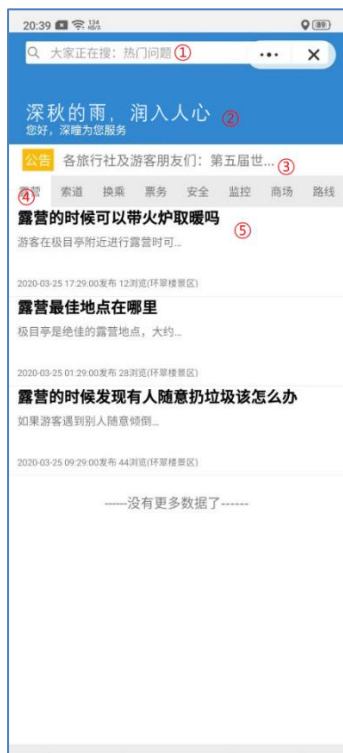 20:39
89
大家正在搜：热门问题 ①
深秋的雨，润入人心 ②
您好，深瞳为您服务
公告 各旅行社及游客朋友们：第五届世... ③
④ 索道 换乘 票务 安全 监控 商场 路线
露营的时候可以带火炉取暖吗 ⑤
游客在极目亭附近进行露营时可...
2020-03-25 17:29:00发布 12浏览(环翠楼景区)
露营最佳地点在哪里
极目亭是绝佳的露营地点，大约...
2020-03-25 01:29:00发布 28浏览(环翠楼景区)
露营的时候发现有人随意扔垃圾该怎么办
如果游客遇到别人随意倾倒...
2020-03-25 09:29:00发布 44浏览(环翠楼景区)
------没有更多数据了------